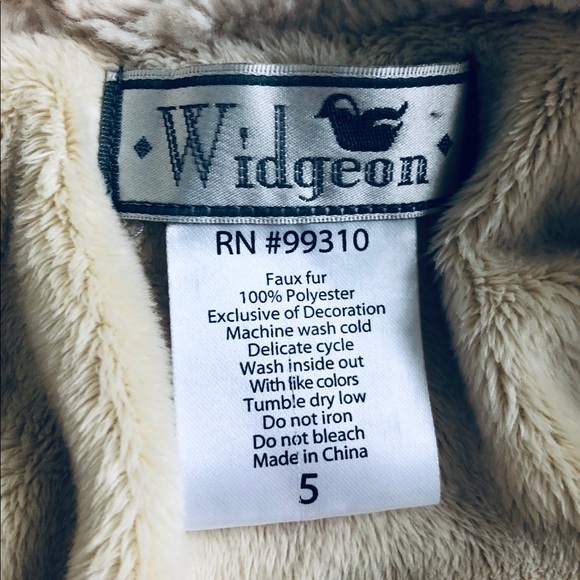 Widgeon
RN #99310
Faux fur
100% Polyester
Exclusive of Decoration
Machine wash cold
Delicate cycle
Wash inside out
With like colors
Tumble dry low
Do not iron
Do not bleach
Made in China
5